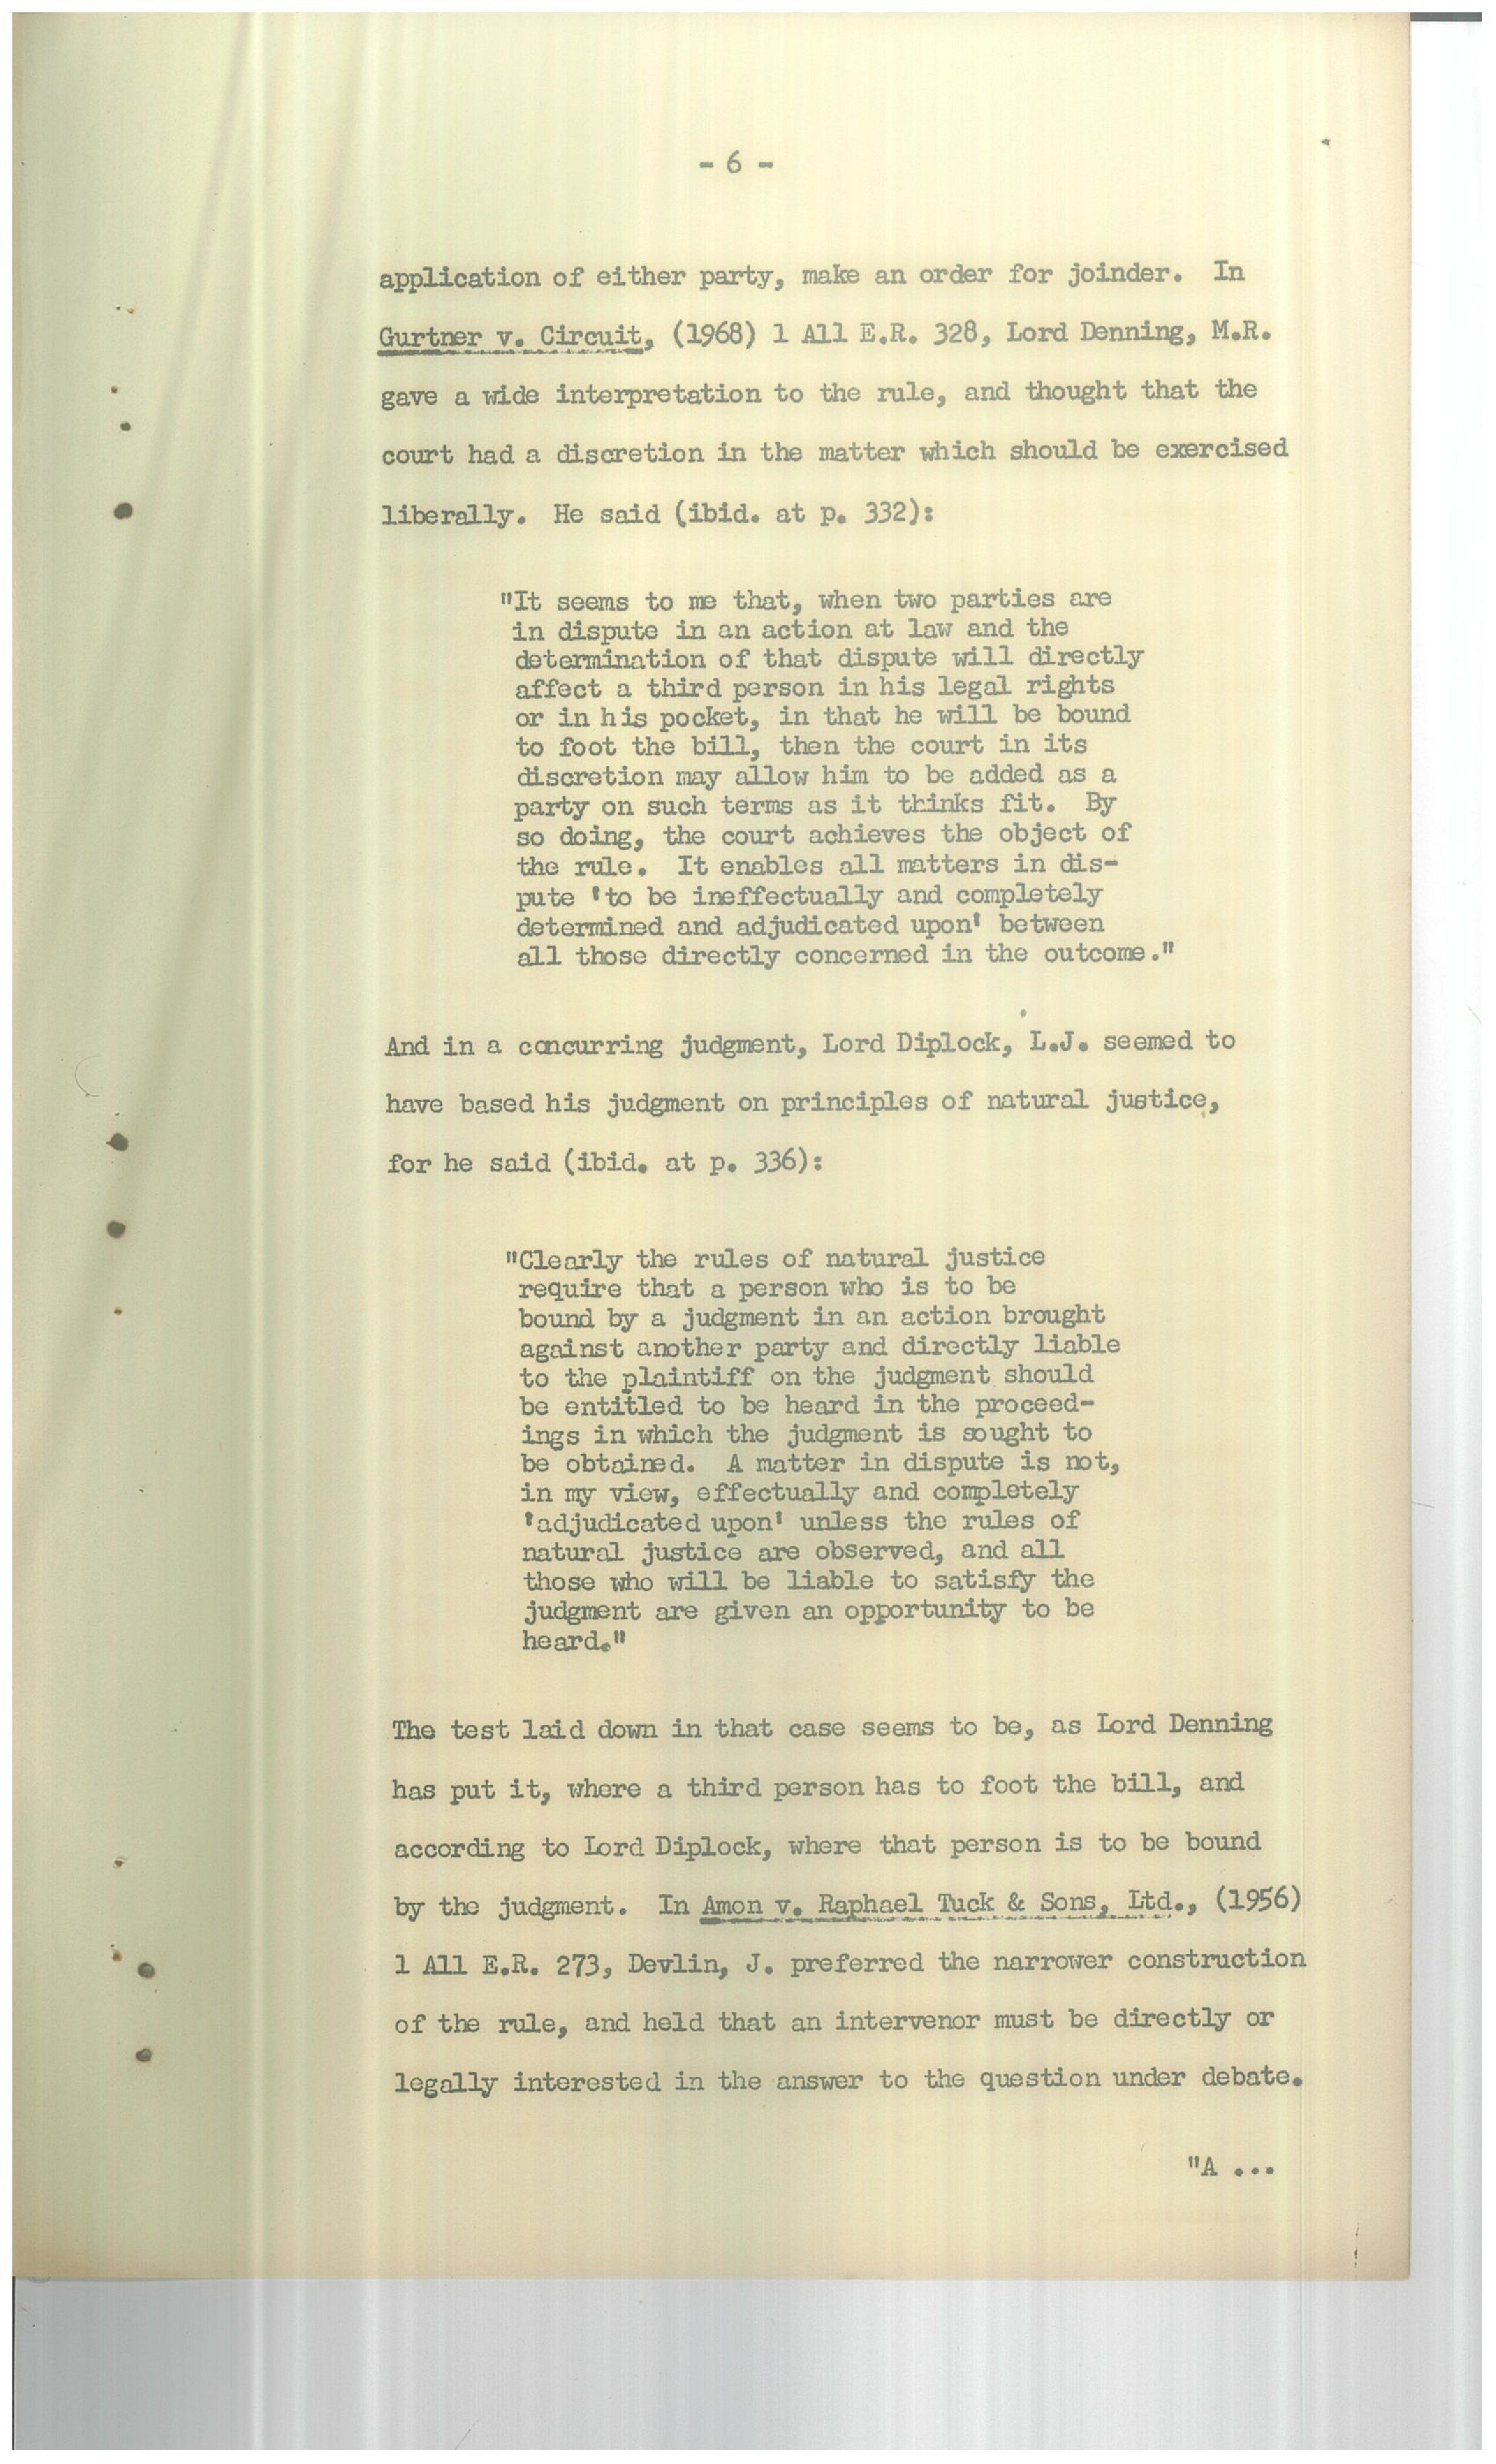 - 6 -
application of either party, make an order for joinder. In
Gurtner v. Circuit, (1968) 1 All E.R. 328, Lord Denning, M.R.
gave a wide interpretation to the rule, and thought that the
court had a discretion in the matter which should be exercised
liberally. He said (ibid. at p. 332):
"It seems to me that, when two parties are
in dispute in an action at law and the
determination of that dispute will directly
affect a third person in his legal rights
or in his pocket, in that he will be bound
to foot the bill, then the court in its
discretion may allow him to be added as a
party on such terms as it thinks fit. By
so doing, the court achieves the object of
the rule. It enables all matters in dis-
pute 'to be ineffectually and completely
determined and adjudicated upon' between
all those directly concerned in the outcome."
And in a concurring judgment, Lord Diplock, L.J. seemed to
have based his judgment on principles of natural justice,
for he said (ibid. at p. 336):
"Clearly the rules of natural justice
require that a person who is to be
bound by a judgment in an action brought
against another party and directly liable
to the plaintiff on the judgment should
be entitled to be heard in the proceed-
ings in which the judgment is sought to
be obtained. A matter in dispute is not,
in my view, effectually and completely
'adjudicated upon' unless the rules of
natural justice are observed, and all
those who will be liable to satisfy the
judgment are given an opportunity to be
heard."
The test laid down in that case seems to be, as Lord Denning
has put it, where a third person has to foot the bill, and
according to Lord Diplock, where that person is to be bound
by the judgment. In Amon v. Raphael Tuck & Sons, Ltd., (1956)
1 All E.R. 273, Devlin, J. preferred the narrower construction
of the rule, and held that an intervenor must be directly or
legally interested in the answer to the question under debate.
"A ...